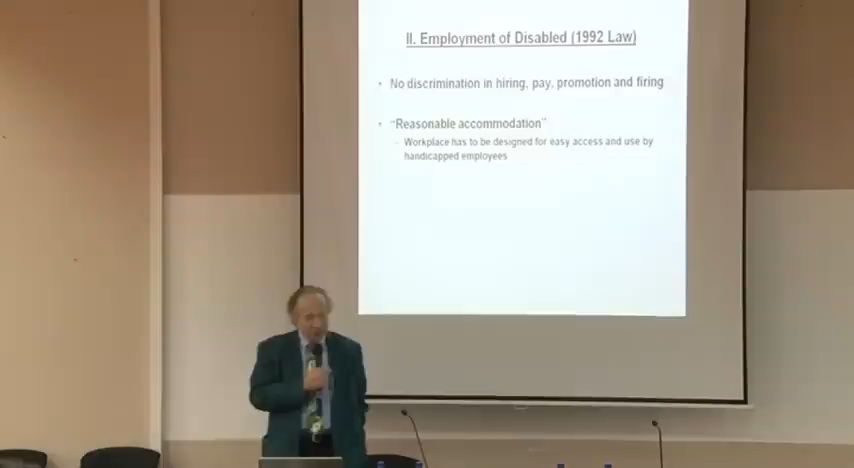 II. Employment of Disabled (1992 Law)
• No discrimination in hiring, pay, promotion and firing
• "Reasonable accommodation"
– Workplace has to be designed for easy access and use by
handicapped employees